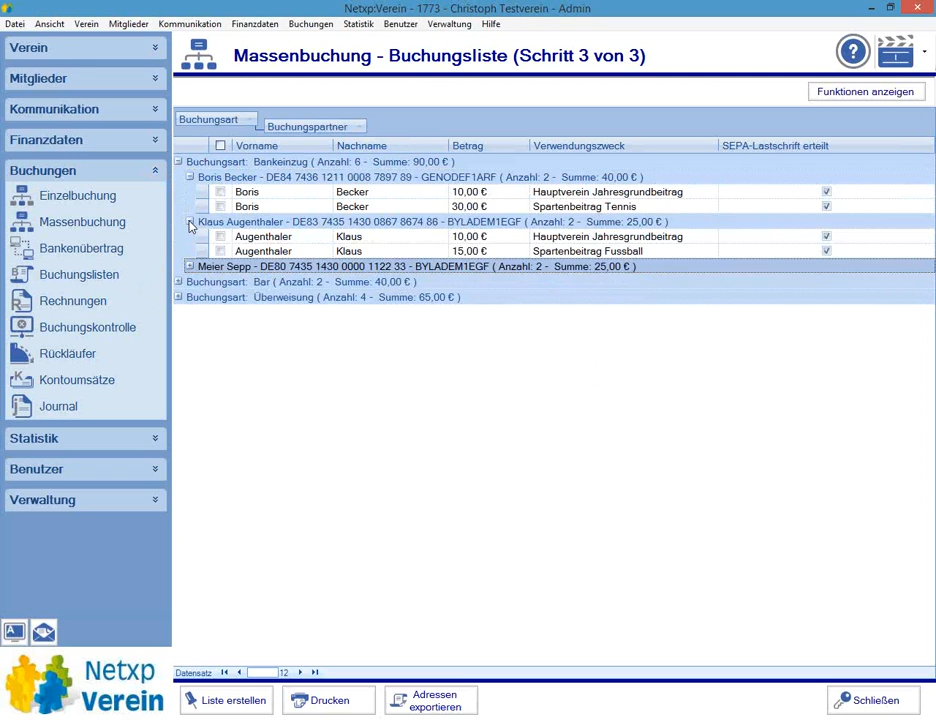 Netxp:Verein - 1773 - Christoph Testverein - Admin
Datei Ansicht Verein Mitglieder Kommunikation Finanzdaten Buchungen Statistik Benutzer Verwaltung Hilfe
Verein
Mitglieder
Kommunikation
Finanzdaten
Buchungen
Einzelbuchung
Massenbuchung
Bankenübertrag
Buchungslisten
Rechnungen
Buchungskontrolle
Rückläufer
Kontoumsätze
Journal
Statistik
Benutzer
Verwaltung
Netxp
Verein
Massenbuchung - Buchungsliste (Schritt 3 von 3)
Funktionen anzeigen
Buchungsart
Buchungspartner
Vorname Nachname Betrag Verwendungszweck SEPA-Lastschrift erteilt
Buchungsart: Bankeinzug ( Anzahl: 6 - Summe: 90,00 € )
Boris Becker - DE84 7436 1211 0008 7897 89 - GENODEF1ARF ( Anzahl: 2 - Summe: 40,00 € )
Boris Becker 10,00 € Hauptverein Jahresgrundbeitrag
Boris Becker 30,00 € Spartenbeitrag Tennis
Klaus Augenthaler - DE83 7435 1430 0867 8674 86 - BYLADEM1EGF ( Anzahl: 2 - Summe: 25,00 € )
Augenthaler Klaus 10,00 € Hauptverein Jahresgrundbeitrag
Augenthaler Klaus 15,00 € Spartenbeitrag Fussball
Meier Sepp - DE80 7435 1430 0000 1122 33 - BYLADEM1EGF ( Anzahl: 2 - Summe: 25,00 € )
Buchungsart: Bar ( Anzahl: 2 - Summe: 40,00 € )
Buchungsart: Überweisung ( Anzahl: 4 - Summe: 65,00 € )
Datensatz 12
Liste erstellen
Drucken
Adressen
exportieren
Schließen